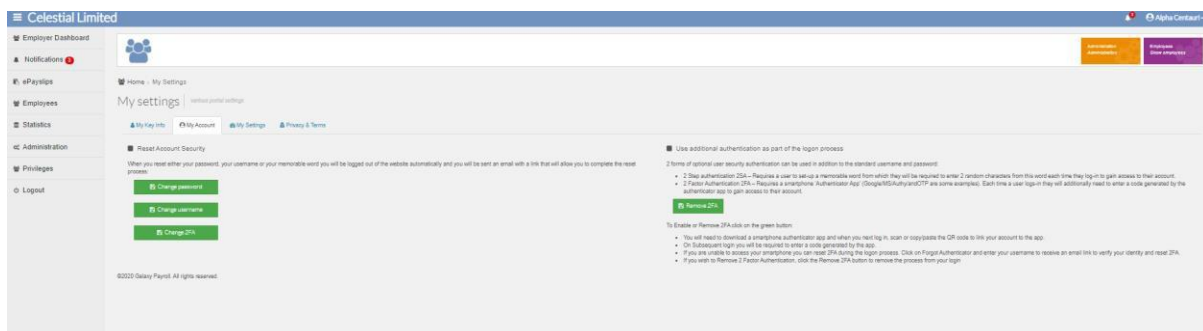 Celestial Limited
Alpha Centauri
Employer Dashboard
Notifications
ePayslips
Employees
Statistics
Administration
Privileges
Logout
Administration
Administrator
Employees
Show employees
Home › My Settings
My settings
various portal settings
My Key Info
My Account
My Settings
Privacy & Terms
Reset Account Security
When you reset either your password, your username or your memorable word you will be logged out of the website automatically and you will be sent an email with a link that will allow you to complete the reset
process:
Change password
Change username
Change 2FA
Use additional authentication as part of the logon process
2 forms of optional user security authentication can be used in addition to the standard username and password:
2 Step authentication 2SA – Requires a user to set-up a memorable word from which they will be required to enter 2 random characters from this word each time they log-in to gain access to their account.
2 Factor Authentication 2FA – Requires a smartphone 'Authenticator App' (Google/MS/Authy/andOTP are some examples). Each time a user logs-in they will additionally need to enter a code generated by the
authenticator app to gain access to their account.
Remove 2FA
To Enable or Remove 2FA click on the green button:
You will need to download a smartphone authenticator app and when you next log in, scan or copy/paste the QR code to link your account to the app.
On Subsequent login you will be required to enter a code generated by the app.
If you are unable to access your smartphone you can reset 2FA during the logon process. Click on Forgot Authenticator and enter your username to receive an email link to verify your identity and reset 2FA.
If you wish to Remove 2 Factor Authentication, click the Remove 2FA button to remove the process from your login
©2020 Galaxy Payroll. All rights reserved.